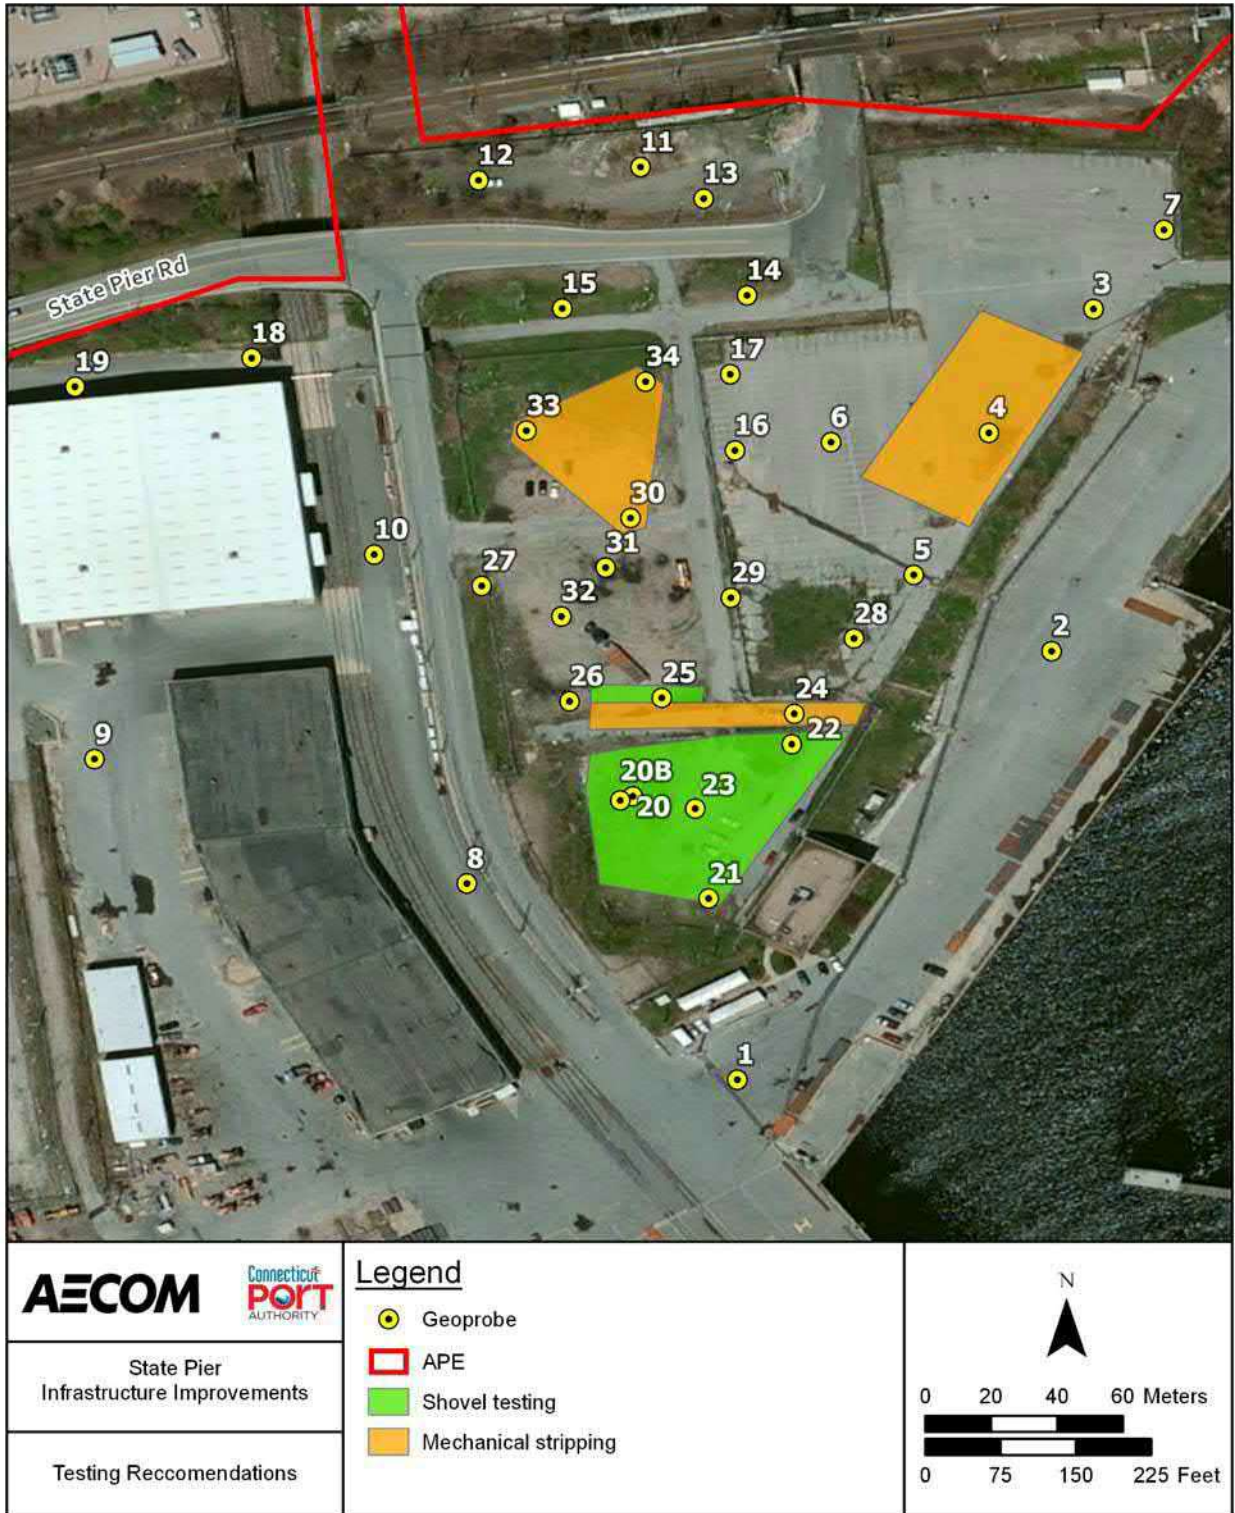 12
11
13
7
State Pier Rd
15
14
3
19
18
34
17
33
16
6
4
30
10
31
5
27
32
29
28
2
26
25
24
22
9
20B
20
23
8
21
1
AECOM
Connecticut
PORT
AUTHORITY
State Pier
Infrastructure Improvements
Testing Reccomendations
Legend
Geoprobe
APE
Shovel testing
Mechanical stripping
N
0 20 40 60 Meters
0 75 150 225 Feet